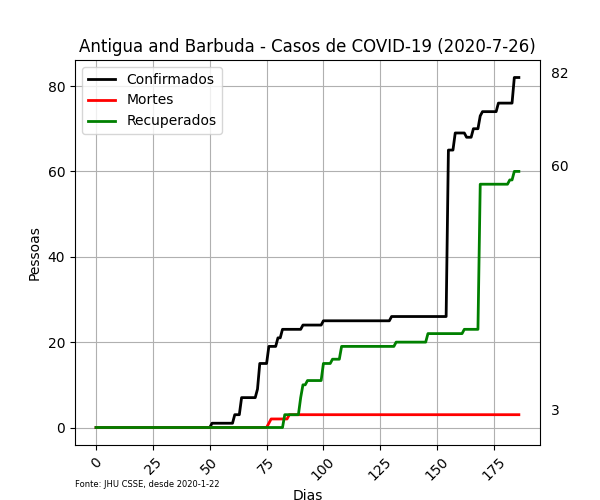 Antigua and Barbuda - Casos de COVID-19 (2020-7-26)
Confirmados
Mortes
Recuperados
82
60
3
80
60
40
20
0
Pessoas
0
25
50
75
100
125
150
175
Dias
Fonte: JHU CSSE, desde 2020-1-22